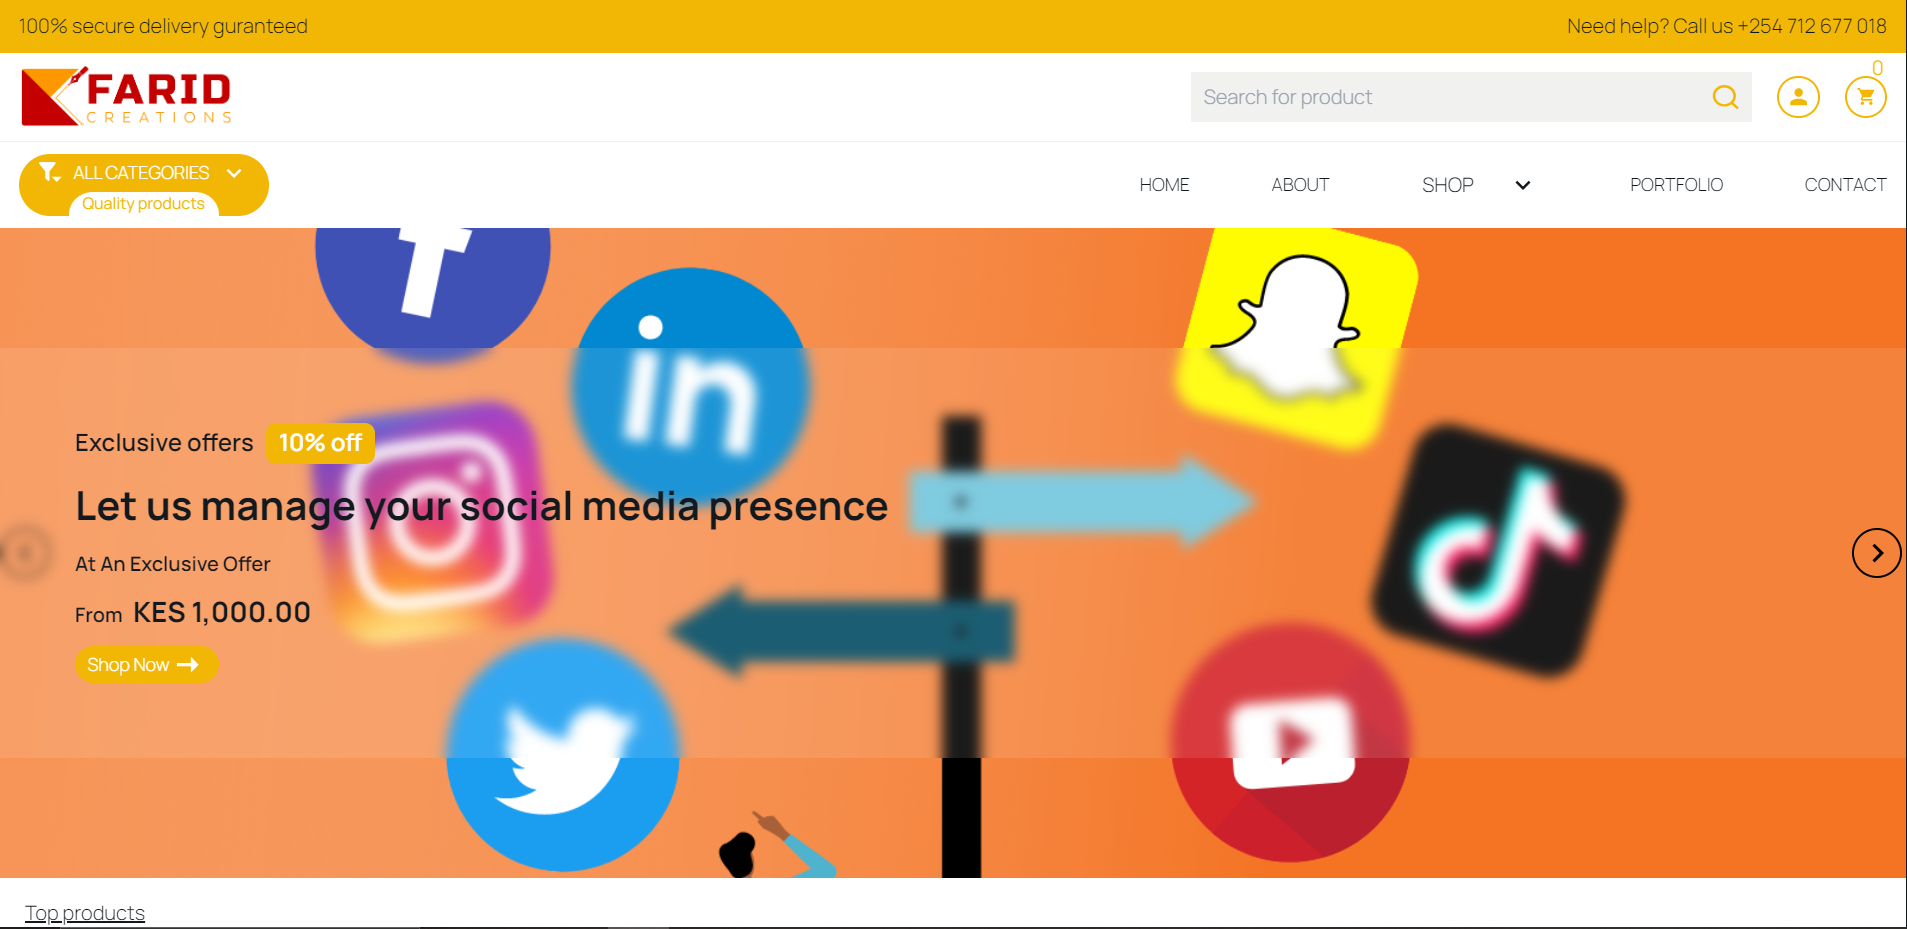 100% secure delivery guranteed
Need help? Call us +254 712 677 018
FARID
CREATIONS
Search for product
0
ALL CATEGORIES
Quality products
HOME
ABOUT
SHOP
PORTFOLIO
CONTACT
f
in
Exclusive offers 10% off
Let us manage your social media presence
At An Exclusive Offer
From KES 1,000.00
Shop Now
Top products